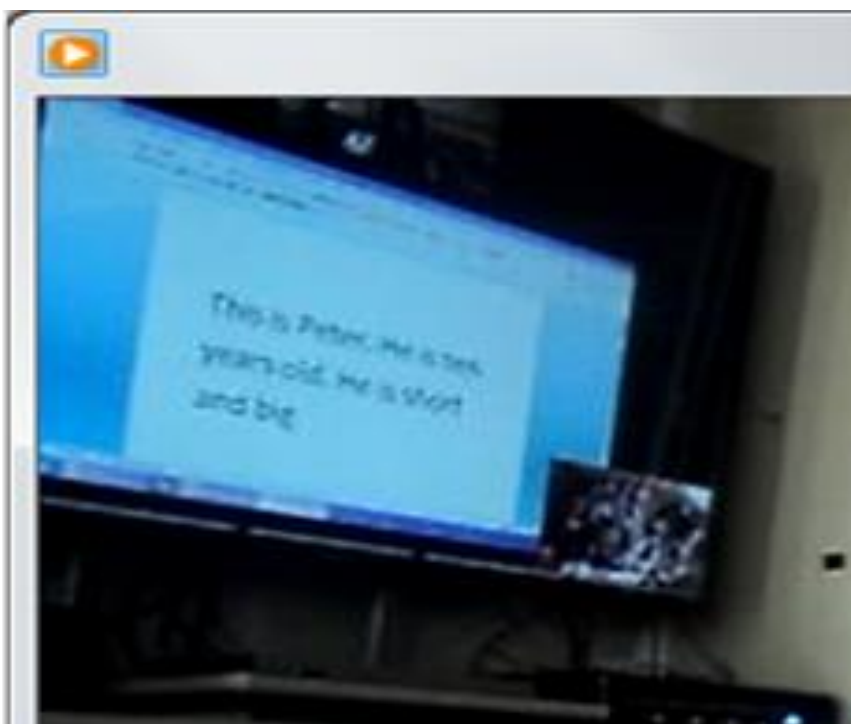 This is Peter. He is ten
years old. He is short
and big